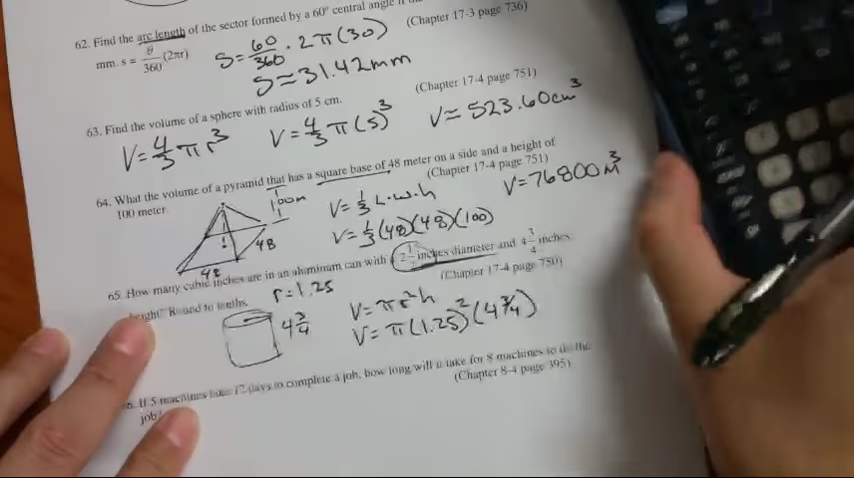 62. Find the arc length of the sector formed by a 60° central angle
(Chapter 17-3 page 736)
mm. s = θ/360 (2πr)
S = 60/360 · 2π(30)
S ≈ 31.42mm
63. Find the volume of a sphere with radius of 5 cm.
(Chapter 17-4 page 751)
V = 4/3 π r³
V = 4/3 π (5)³
V ≈ 523.60cm³
64. What the volume of a pyramid that has a square base of 48 meter on a side and a height of
100 meter
(Chapter 17-4 page 751)
100m
48
48
V = 1/3 L·w·h
V = 1/3 (48)(48)(100)
V = 76800 M³
65. How many cubic inches are in an aluminum can with 2 1/2 inches diameter and 4 3/4 inches
height? Round to tenths.
(Chapter 17-4 page 750)
r = 1.25
4 3/4
V = πr²h
V = π(1.25)²(4 3/4)
If 5 machines take 12 days to complete a job, how long will it take for 8 machines to do the
job
(Chapter 8-4 page 395)